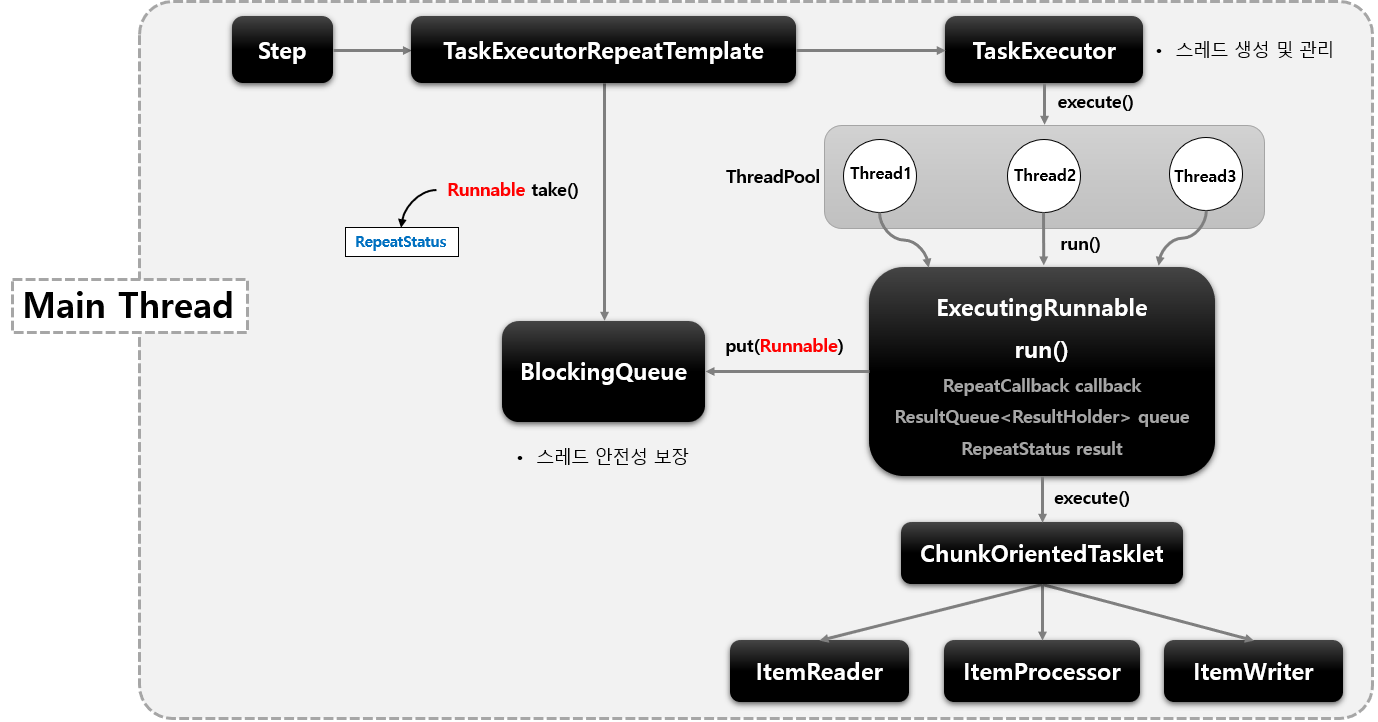 Step
TaskExecutorRepeatTemplate
TaskExecutor
• 스레드 생성 및 관리
execute()
ThreadPool
Thread1
Thread2
Thread3
Runnable take()
RepeatStatus
run()
Main Thread
ExecutingRunnable
run()
RepeatCallback callback
ResultQueue<ResultHolder> queue
RepeatStatus result
put(Runnable)
BlockingQueue
• 스레드 안전성 보장
execute()
ChunkOrientedTasklet
ItemReader
ItemProcessor
ItemWriter